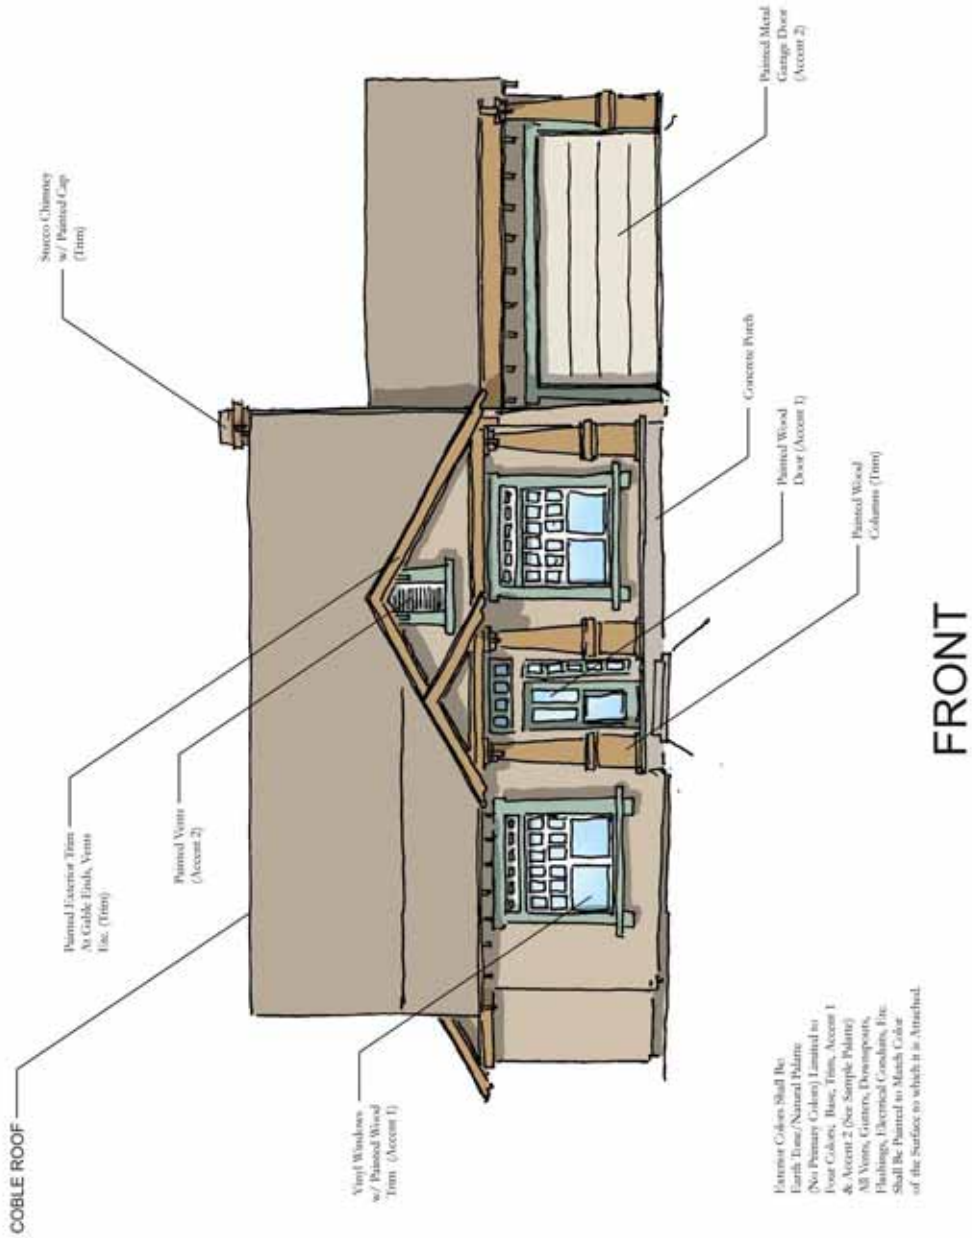 COBLE ROOF
Painted Exterior Trim
At Gable Ends, Vents
Etc. (Trim)
Painted Vents
(Accent 2)
Stucco Chimney
w/ Painted Cap
(Trim)
Vinyl Windows
w/ Painted Wood
Trim (Accent 1)
Painted Metal
Garage Door
(Accent 2)
Concrete Porch
Painted Wood
Door (Accent 1)
Painted Wood
Columns (Trim)
Exterior Colors Shall Be:
Earth Tone/Natural Palatte
(No Primary Colors) Limited to
Four Colors; Base, Trim, Accent 1
& Accent 2 (See Sample Palatte)
All Vents, Gutters, Downspouts,
Flashings, Electrical Conduits, Etc.
Shall Be Painted to Match Color
of the Surface to which it is Attached.
FRONT